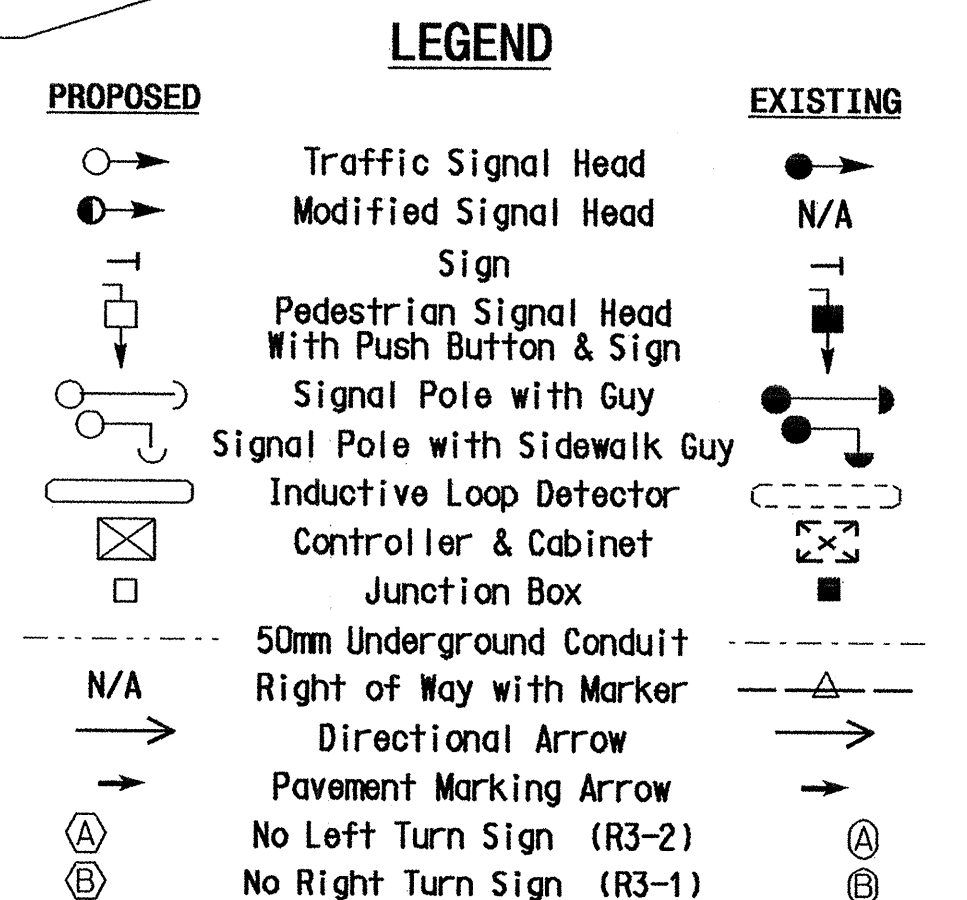 LEGEND
PROPOSED EXISTING
Traffic Signal Head
Modified Signal Head N/A
Sign
Pedestrian Signal Head
With Push Button & Sign
Signal Pole with Guy
Signal Pole with Sidewalk Guy
Inductive Loop Detector
Controller & Cabinet
Junction Box
50mm Underground Conduit
N/A Right of Way with Marker
Directional Arrow
Pavement Marking Arrow
A No Left Turn Sign (R3-2) A
B No Right Turn Sign (R3-1) B